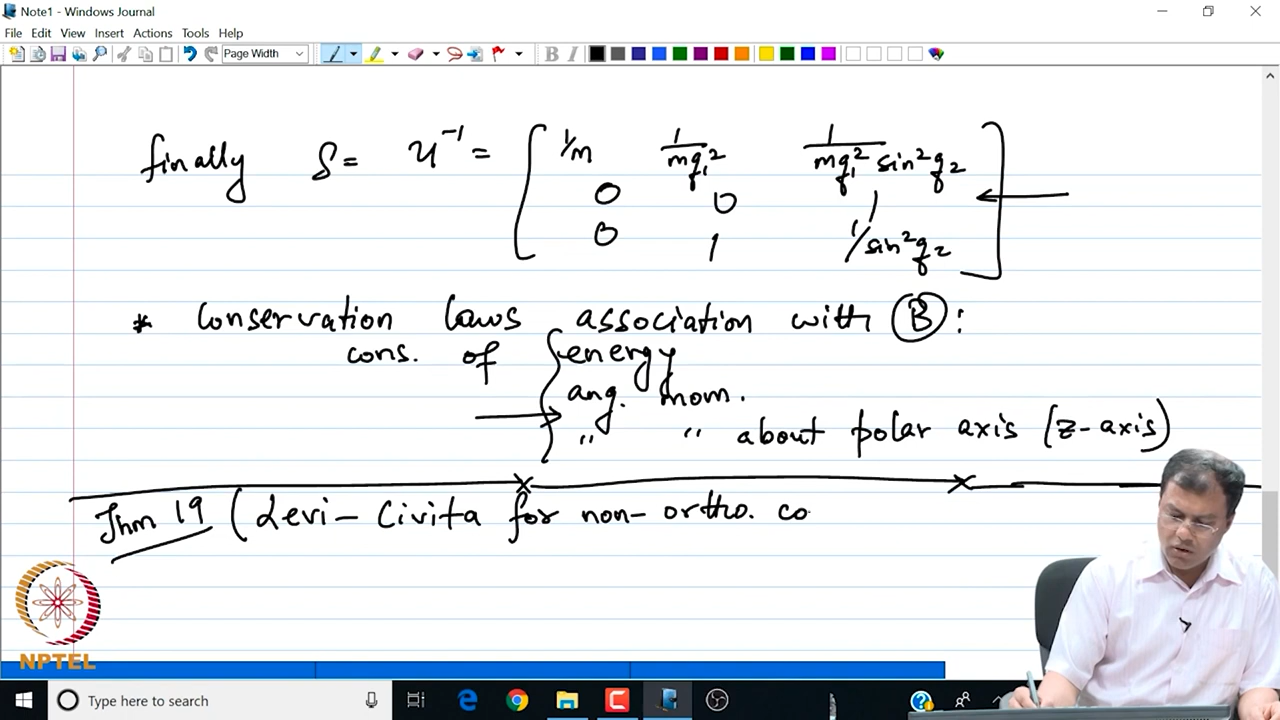 Note1 - Windows Journal
File Edit View Insert Actions Tools Help
Page Width B I
finally S = U⁻¹ = [ 1/m 1/mq₁² 1/mq₁² sin²q₂
0 0 1
0 1 1/sin²q₂ ]
* Conservation laws association with B :
cons. of { energy
ang. mom.
" " about polar axis (z-axis)
Thm 19 (Levi-Civita for non-ortho. co
NPTEL
Type here to search